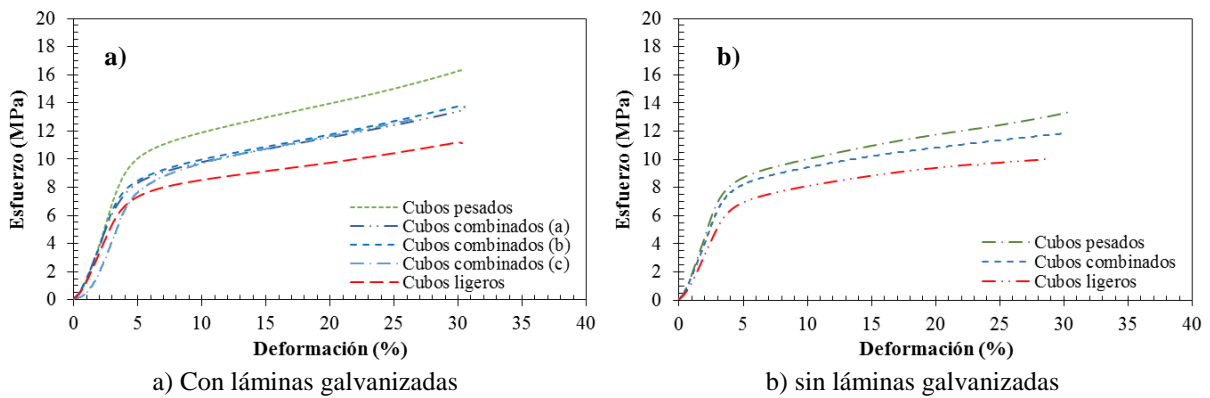 a)
Esfuerzo (MPa)
20
18
16
14
12
10
8
6
4
2
0
Cubos pesados
Cubos combinados (a)
Cubos combinados (b)
Cubos combinados (c)
Cubos ligeros
0 5 10 15 20 25 30 35 40
Deformación (%)
a) Con láminas galvanizadas
b)
Esfuerzo (MPa)
20
18
16
14
12
10
8
6
4
2
0
Cubos pesados
Cubos combinados
Cubos ligeros
0 5 10 15 20 25 30 40
Deformación (%)
b) sin láminas galvanizadas